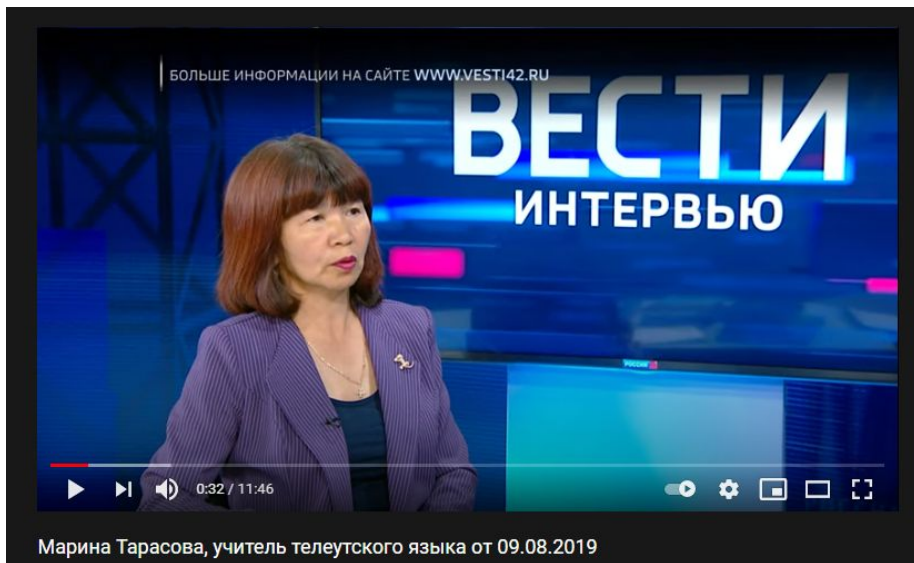 БОЛЬШЕ ИНФОРМАЦИИ НА САЙТЕ WWW.VESTI42.RU
ВЕСТИ
ИНТЕРВЬЮ
РОССИЯ
0:32 / 11:46
Марина Тарасова, учитель телеутского языка от 09.08.2019